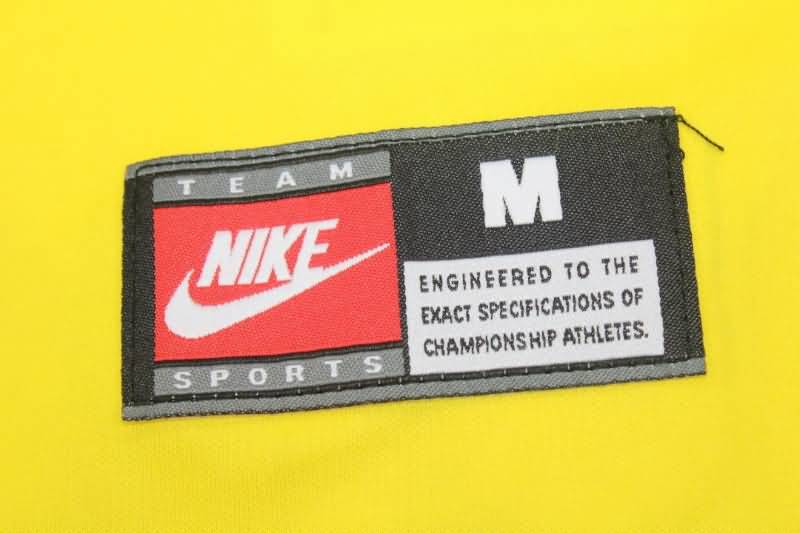 TEAM
NIKE
SPORTS
M
ENGINEERED TO THE
EXACT SPECIFICATIONS OF
CHAMPIONSHIP ATHLETES.